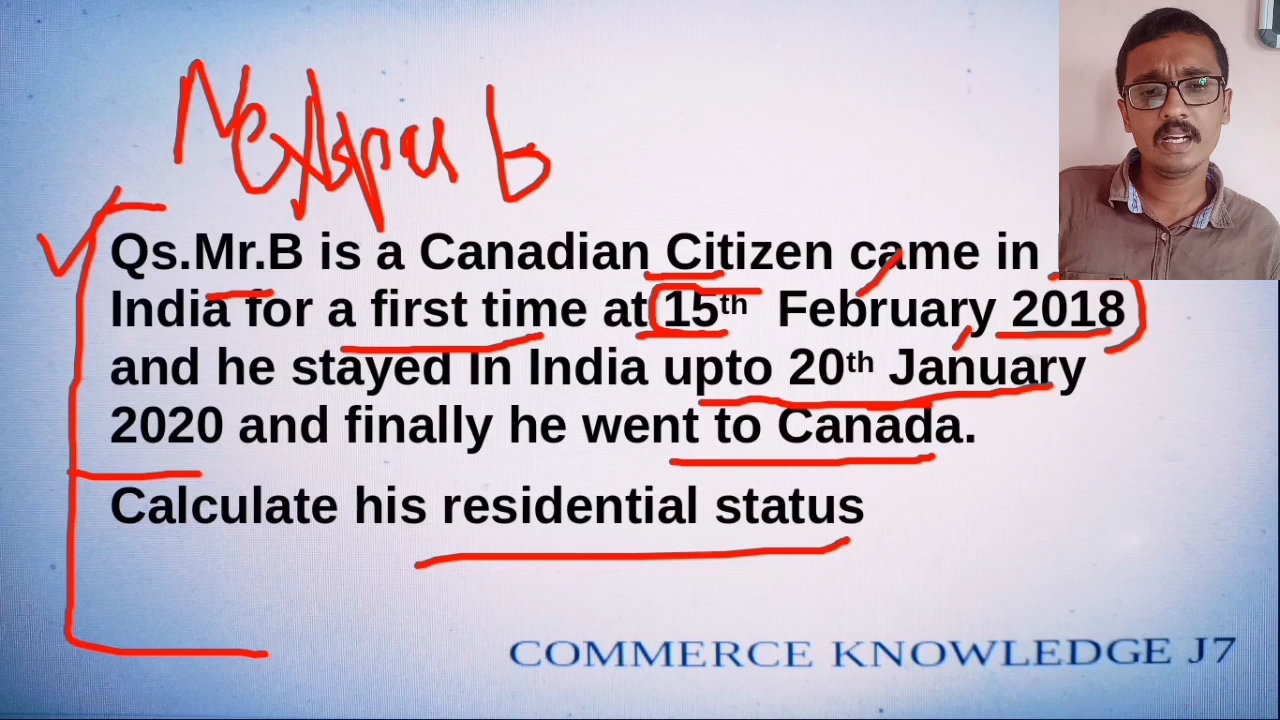 Qs.Mr.B is a Canadian Citizen came in
India for a first time at 15th February 2018
and he stayed In India upto 20th January
2020 and finally he went to Canada.
Calculate his residential status
COMMERCE KNOWLEDGE J7